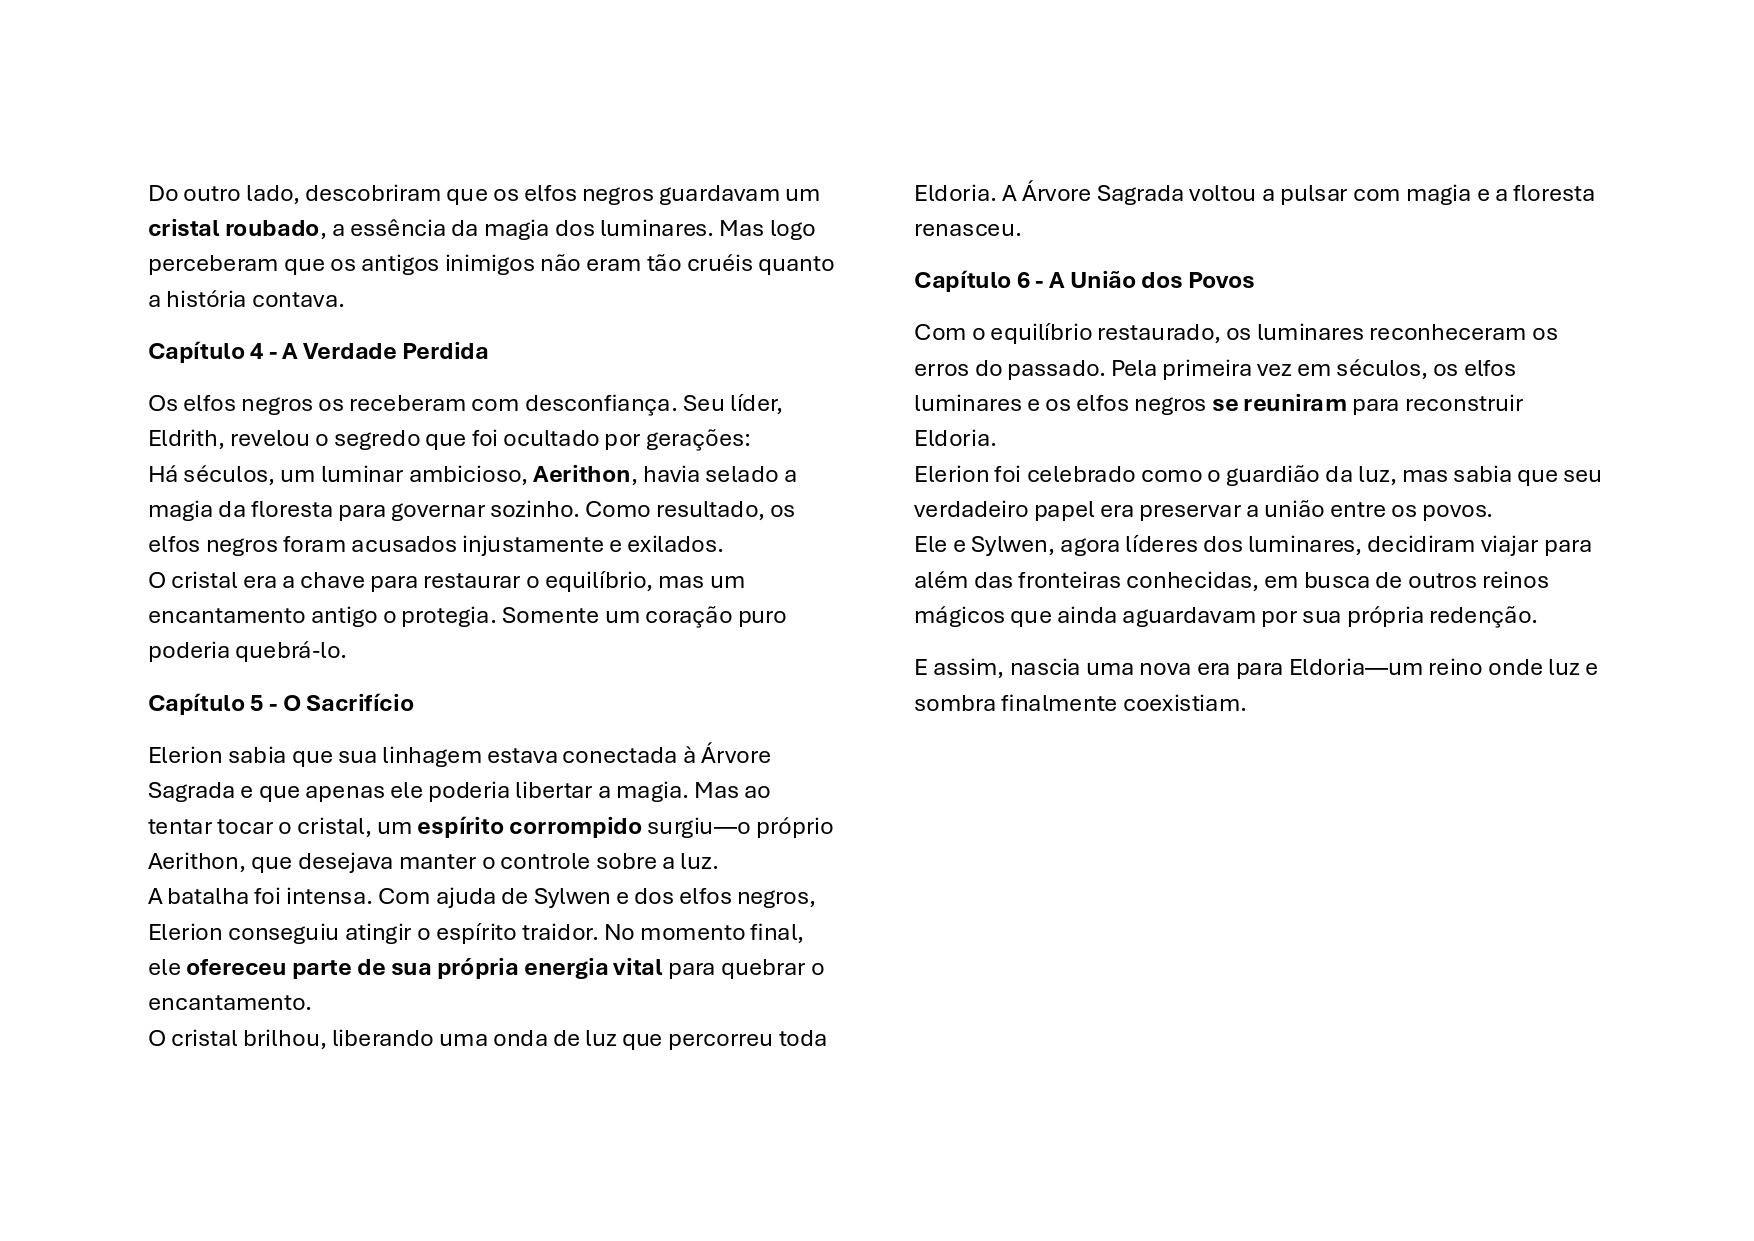 Do outro lado, descobriram que os elfos negros guardavam um
cristal roubado, a essência da magia dos luminares. Mas logo
perceberam que os antigos inimigos não eram tão cruéis quanto
a história contava.
Capítulo 4 - A Verdade Perdida
Os elfos negros os receberam com desconfiança. Seu líder,
Eldrith, revelou o segredo que foi ocultado por gerações:
Há séculos, um luminar ambicioso, Aerithon, havia selado a
magia da floresta para governar sozinho. Como resultado, os
elfos negros foram acusados injustamente e exilados.
O cristal era a chave para restaurar o equilíbrio, mas um
encantamento antigo o protegia. Somente um coração puro
poderia quebrá-lo.
Capítulo 5 - O Sacrifício
Elerion sabia que sua linhagem estava conectada à Árvore
Sagrada e que apenas ele poderia libertar a magia. Mas ao
tentar tocar o cristal, um espírito corrompido surgiu—o próprio
Aerithon, que desejava manter o controle sobre a luz.
A batalha foi intensa. Com ajuda de Sylwen e dos elfos negros,
Elerion conseguiu atingir o espírito traidor. No momento final,
ele ofereceu parte de sua própria energia vital para quebrar o
encantamento.
O cristal brilhou, liberando uma onda de luz que percorreu toda
Eldoria. A Árvore Sagrada voltou a pulsar com magia e a floresta
renasceu.
Capítulo 6 - A União dos Povos
Com o equilíbrio restaurado, os luminares reconheceram os
erros do passado. Pela primeira vez em séculos, os elfos
luminares e os elfos negros se reuniram para reconstruir
Eldoria.
Elerion foi celebrado como o guardião da luz, mas sabia que seu
verdadeiro papel era preservar a união entre os povos.
Ele e Sylwen, agora líderes dos luminares, decidiram viajar para
além das fronteiras conhecidas, em busca de outros reinos
mágicos que ainda aguardavam por sua própria redenção.
E assim, nascia uma nova era para Eldoria—um reino onde luz e
sombra finalmente coexistiam.